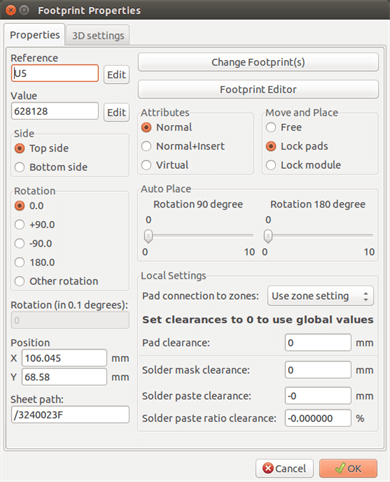 Footprint Properties
Properties
3D settings
Reference
U5
Edit
Value
628128
Edit
Side
Top side
Bottom side
Rotation
0.0
+90.0
-90.0
180.0
Other rotation
Rotation (in 0.1 degrees):
0
Position
X 106.045 mm
Y 68.58 mm
Sheet path:
/3240023F
Change Footprint(s)
Footprint Editor
Attributes
Normal
Normal+Insert
Virtual
Move and Place
Free
Lock pads
Lock module
Auto Place
Rotation 90 degree
0
0 10
Rotation 180 degree
0
0 10
Local Settings
Pad connection to zones: Use zone setting
Set clearances to 0 to use global values
Pad clearance: 0 mm
Solder mask clearance: 0 mm
Solder paste clearance: -0 mm
Solder paste ratio clearance: -0.000000 %
Cancel
OK